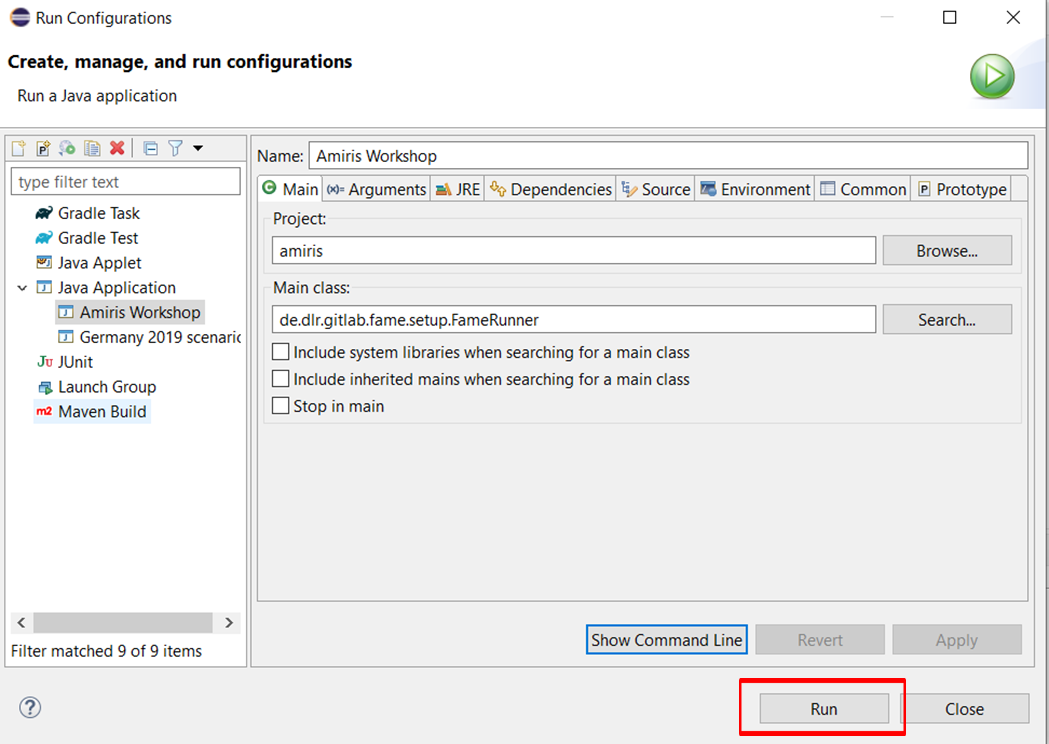 Run Configurations
Create, manage, and run configurations
Run a Java application
type filter text
Gradle Task
Gradle Test
Java Applet
Java Application
Amiris Workshop
Germany 2019 scenaric
JUnit
Launch Group
Maven Build
Filter matched 9 of 9 items
Name: Amiris Workshop
Main (x)= Arguments JRE Dependencies Source Environment Common Prototype
Project:
amiris Browse...
Main class:
de.dlr.gitlab.fame.setup.FameRunner Search...
Include system libraries when searching for a main class
Include inherited mains when searching for a main class
Stop in main
Show Command Line Revert Apply
Run Close